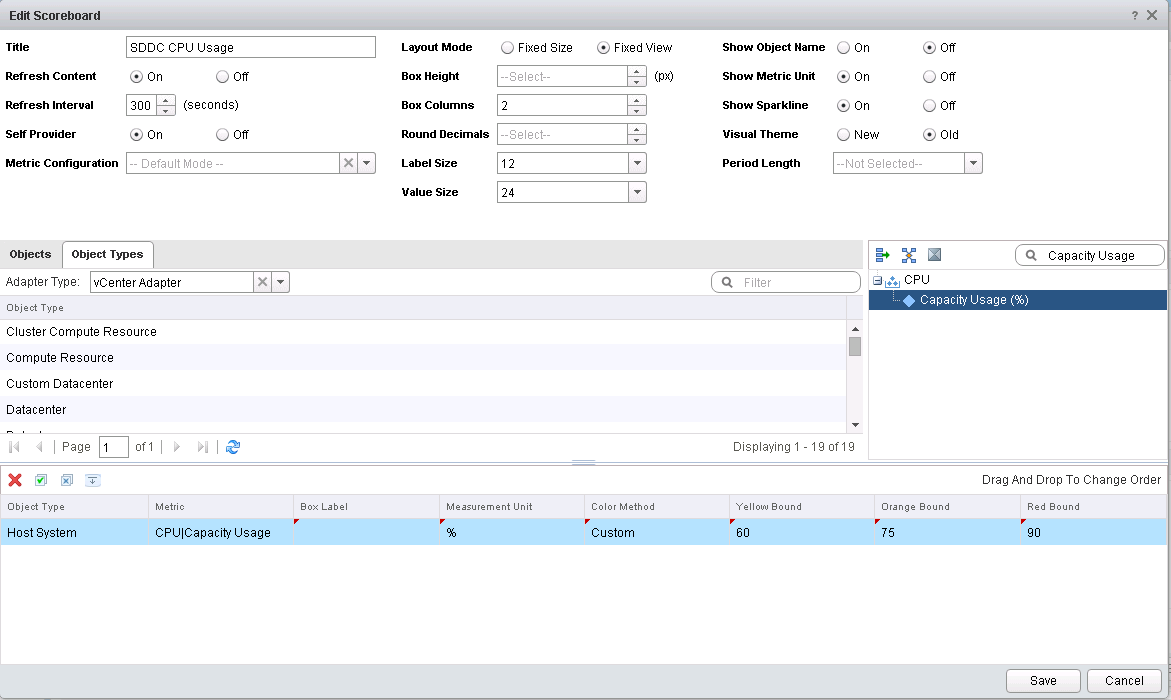 Edit Scoreboard ?
Title SDDC CPU Usage Layout Mode Fixed Size Fixed View Show Object Name On Off
Refresh Content On Off Box Height --Select-- (px) Show Metric Unit On Off
Refresh Interval 300 (seconds) Box Columns 2 Show Sparkline On Off
Self Provider On Off Round Decimals --Select-- Visual Theme New Old
Metric Configuration -- Default Mode -- Label Size 12 Period Length --Not Selected--
Value Size 24
Objects Object Types Capacity Usage
Adapter Type: vCenter Adapter Filter CPU
Object Type Capacity Usage (%)
Cluster Compute Resource
Compute Resource
Custom Datacenter
Datacenter
Page 1 of 1 Displaying 1 - 19 of 19
Drag And Drop To Change Order
Object Type Metric Box Label Measurement Unit Color Method Yellow Bound Orange Bound Red Bound
Host System CPU|Capacity Usage % Custom 60 75 90
Save Cancel